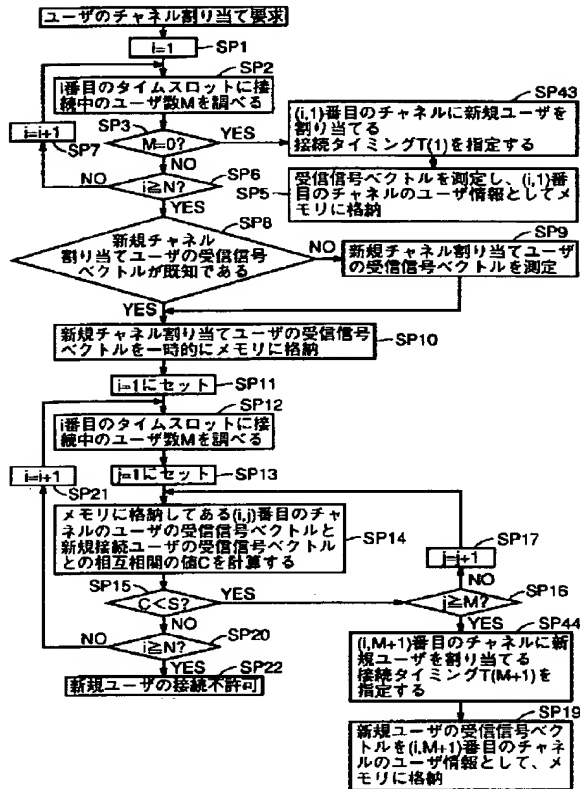 ユーザのチャネル割り当て要求
i=1
SP1
SP2
i番目のタイムスロットに接
続中のユーザ数Mを調べる
SP43
(i,1)番目のチャネルに新規ユーザを
割り当てる
接続タイミングT(1)を指定する
SP3
M=0?
YES
NO
i=i+1
SP7
SP6
i≧N?
NO
YES
SP5
受信信号ベクトルを測定し、(i,1)番
目のチャネルのユーザ情報としてメ
モリに格納
SP8
新規チャネル
割り当てユーザの受信信号
ベクトルが既知である
NO
YES
SP9
新規チャネル割り当てユーザ
の受信信号ベクトルを測定
新規チャネル割り当てユーザの受信信号
ベクトルを一時的にメモリに格納
SP10
i=1にセット
SP11
SP12
i番目のタイムスロットに接
続中のユーザ数Mを調べる
i=i+1
SP21
j=1にセット
SP13
メモリに格納してある(i,j)番目のチャ
ネルのユーザの受信信号ベクトルと
新規接続ユーザの受信信号ベクトル
との相互相関の値Cを計算する
SP14
SP17
j=j+1
SP15
C<S?
YES
NO
NO
j≧M?
SP16
YES
SP20
i≧N?
NO
YES
SP22
新規ユーザの接続不許可
SP44
(i,M+1)番目のチャネルに新
規ユーザを割り当てる
接続タイミングT(M+1)を
指定する
SP19
新規ユーザの受信信号ベク
トルを(i,M+1)番目のチャネ
ルのユーザ情報として、メ
モリに格納